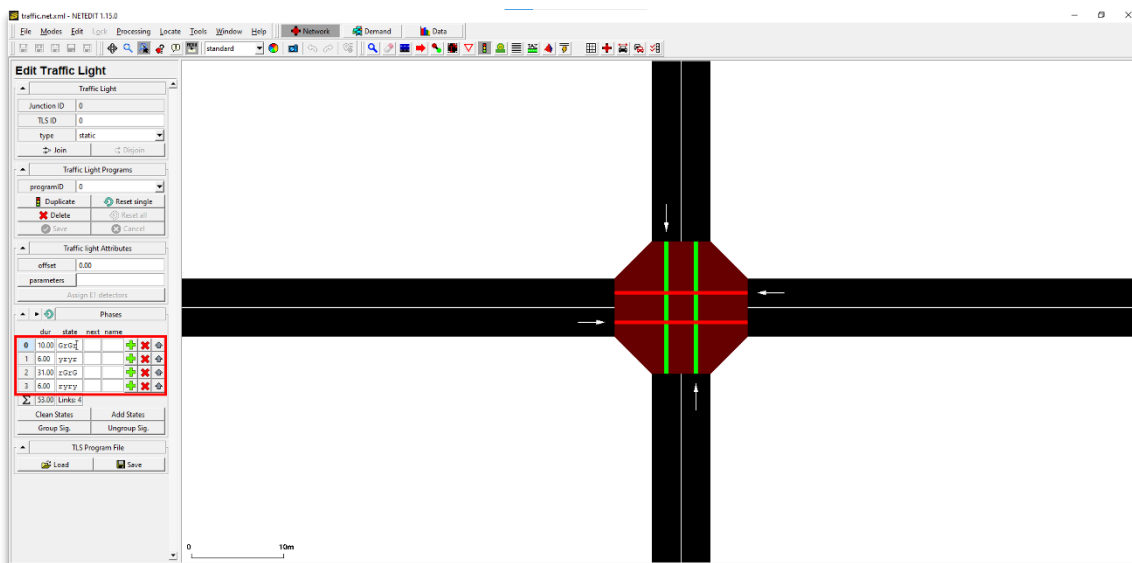 traffic.net.xml - NETEDIT 1.15.0
File Modes Edit Lock Processing Locate Tools Window Help Network Demand Data
standard
Edit Traffic Light
Traffic Light
Junction ID 0
TLS ID 0
type static
Join Disjoin
Traffic Light Programs
programID 0
Duplicate Reset single
Delete Reset all
Save Cancel
Traffic light Attributes
offset 0.00
parameters
Assign E1 detectors
Phases
dur state next name
0 10.00 GrGr
1 6.00 yryr
2 31.00 rGrG
3 6.00 ryry
Σ 53.00 Links: 4
Clean States Add States
Group Sig. Ungroup Sig.
TLS Program File
Load Save
0 10m